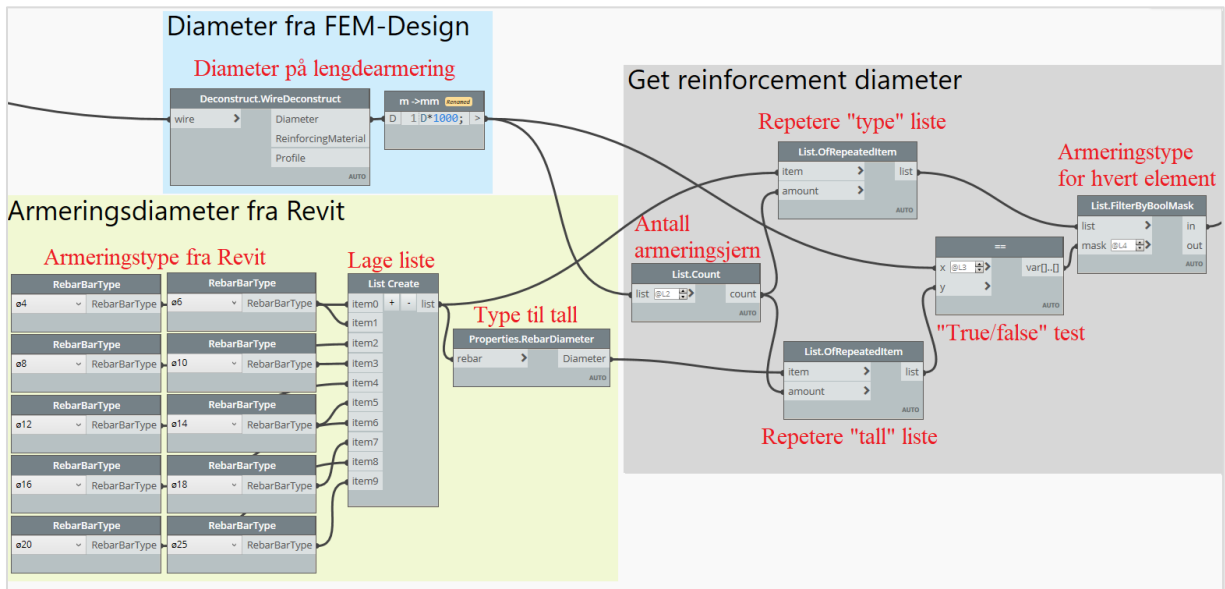 Diameter fra FEM-Design
Diameter på lengdearmering
Deconstruct.WireDeconstruct
wire >
Diameter
ReinforcingMaterial
Profile
AUTO
m ->mm Renamed
D 1 D*1000; >
Armeringsdiameter fra Revit
Armeringstype fra Revit
RebarBarType
ø4 RebarBarType
RebarBarType
ø6 RebarBarType
RebarBarType
ø8 RebarBarType
RebarBarType
ø10 RebarBarType
RebarBarType
ø12 RebarBarType
RebarBarType
ø14 RebarBarType
RebarBarType
ø16 RebarBarType
RebarBarType
ø18 RebarBarType
RebarBarType
ø20 RebarBarType
RebarBarType
ø25 RebarBarType
Lage liste
List Create
item0 + - list
item1
item2
item3
item4
item5
item6
item7
item8
item9
AUTO
Type til tall
Properties.RebarDiameter
rebar > Diameter
AUTO
Get reinforcement diameter
Repetere "type" liste
List.OfRepeatedItem
item > list
amount >
AUTO
Antall
armeringsjern
List.Count
list @L2 > count
AUTO
List.OfRepeatedItem
item > list
amount >
AUTO
Repetere "tall" liste
==
x @L3 > var[]..[]
y >
AUTO
"True/false" test
Armeringstype
for hvert element
List.FilterByBoolMask
list > in
mask @L4 > out
AUTO